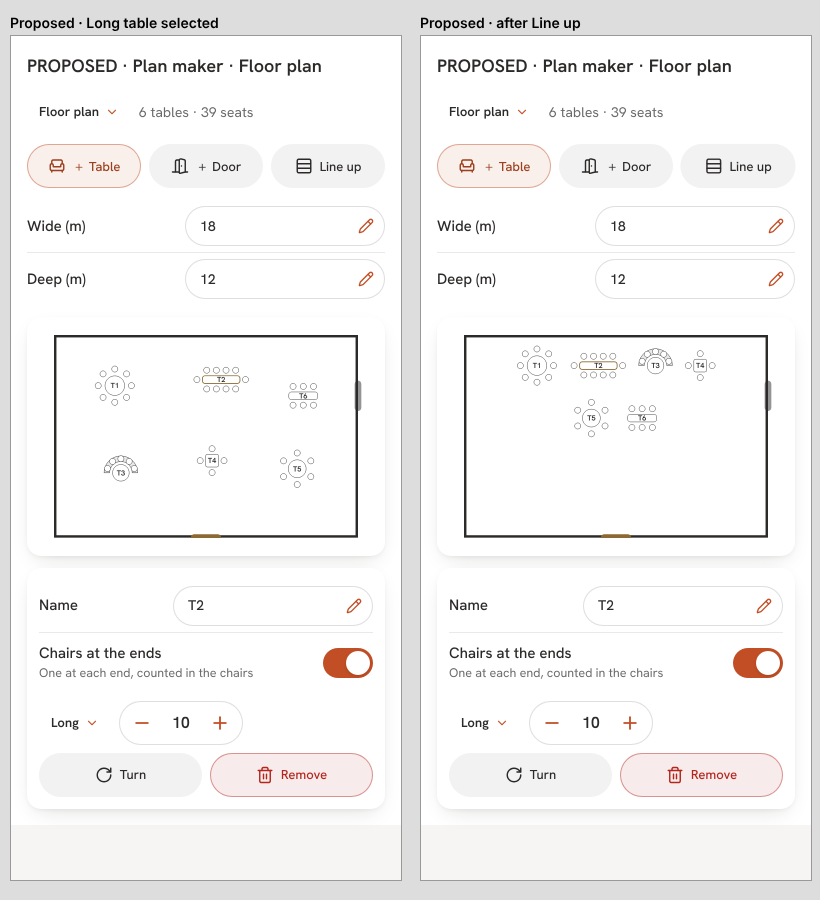 Proposed · Long table selected
PROPOSED · Plan maker · Floor plan
Floor plan 6 tables · 39 seats
+ Table + Door Line up
Wide (m) 18
Deep (m) 12
T1
T2
T6
T3
T4
T5
Name T2
Chairs at the ends
One at each end, counted in the chairs
Long − 10 +
Turn Remove
Proposed · after Line up
PROPOSED · Plan maker · Floor plan
Floor plan 6 tables · 39 seats
+ Table + Door Line up
Wide (m) 18
Deep (m) 12
T1 T2 T3 T4
T5 T6
Name T2
Chairs at the ends
One at each end, counted in the chairs
Long − 10 +
Turn Remove